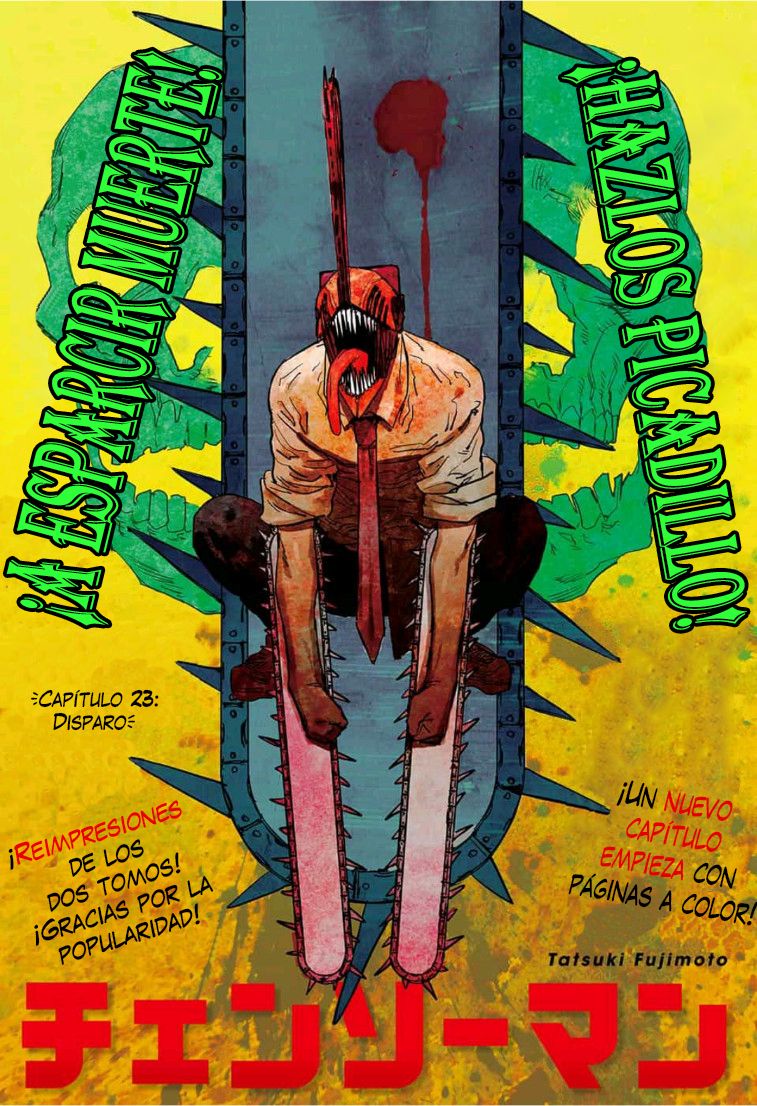 ¡A ESPARCIR MUERTE!
¡HAZLOS PICADILLO!
CAPÍTULO 23:
DISPARO
¡REIMPRESIONES
DE LOS
DOS TOMOS!
¡GRACIAS POR LA
POPULARIDAD!
¡UN NUEVO
CAPÍTULO
EMPIEZA CON
PÁGINAS A COLOR!
Tatsuki Fujimoto
チェンソーマン